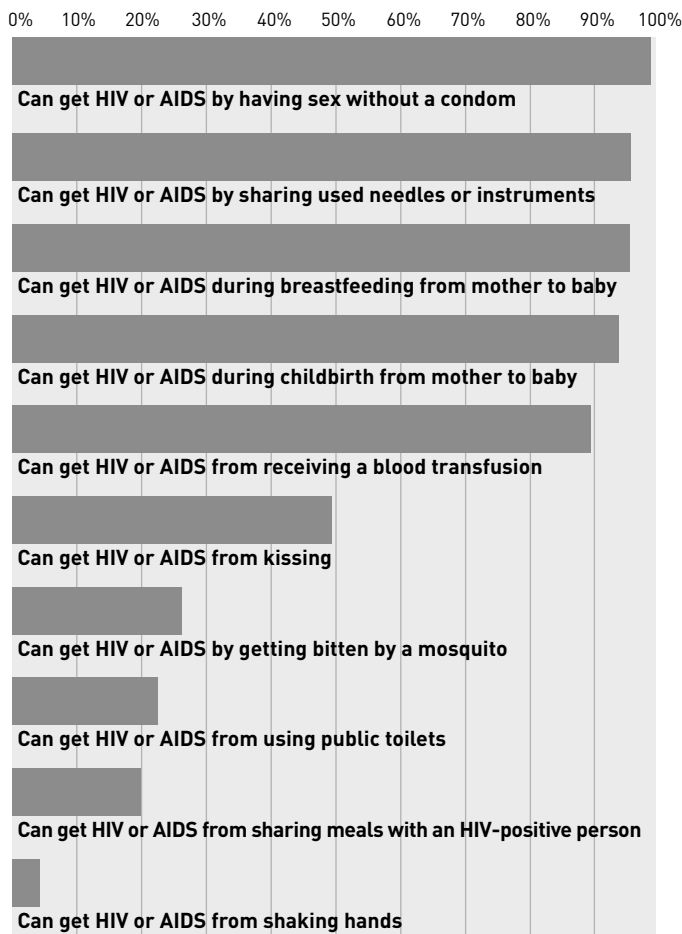 0% 10% 20% 30% 40% 50% 60% 70% 80% 90% 100%
Can get HIV or AIDS by having sex without a condom
Can get HIV or AIDS by sharing used needles or instruments
Can get HIV or AIDS during breastfeeding from mother to baby
Can get HIV or AIDS during childbirth from mother to baby
Can get HIV or AIDS from receiving a blood transfusion
Can get HIV or AIDS from kissing
Can get HIV or AIDS by getting bitten by a mosquito
Can get HIV or AIDS from using public toilets
Can get HIV or AIDS from sharing meals with an HIV-positive person
Can get HIV or AIDS from shaking hands